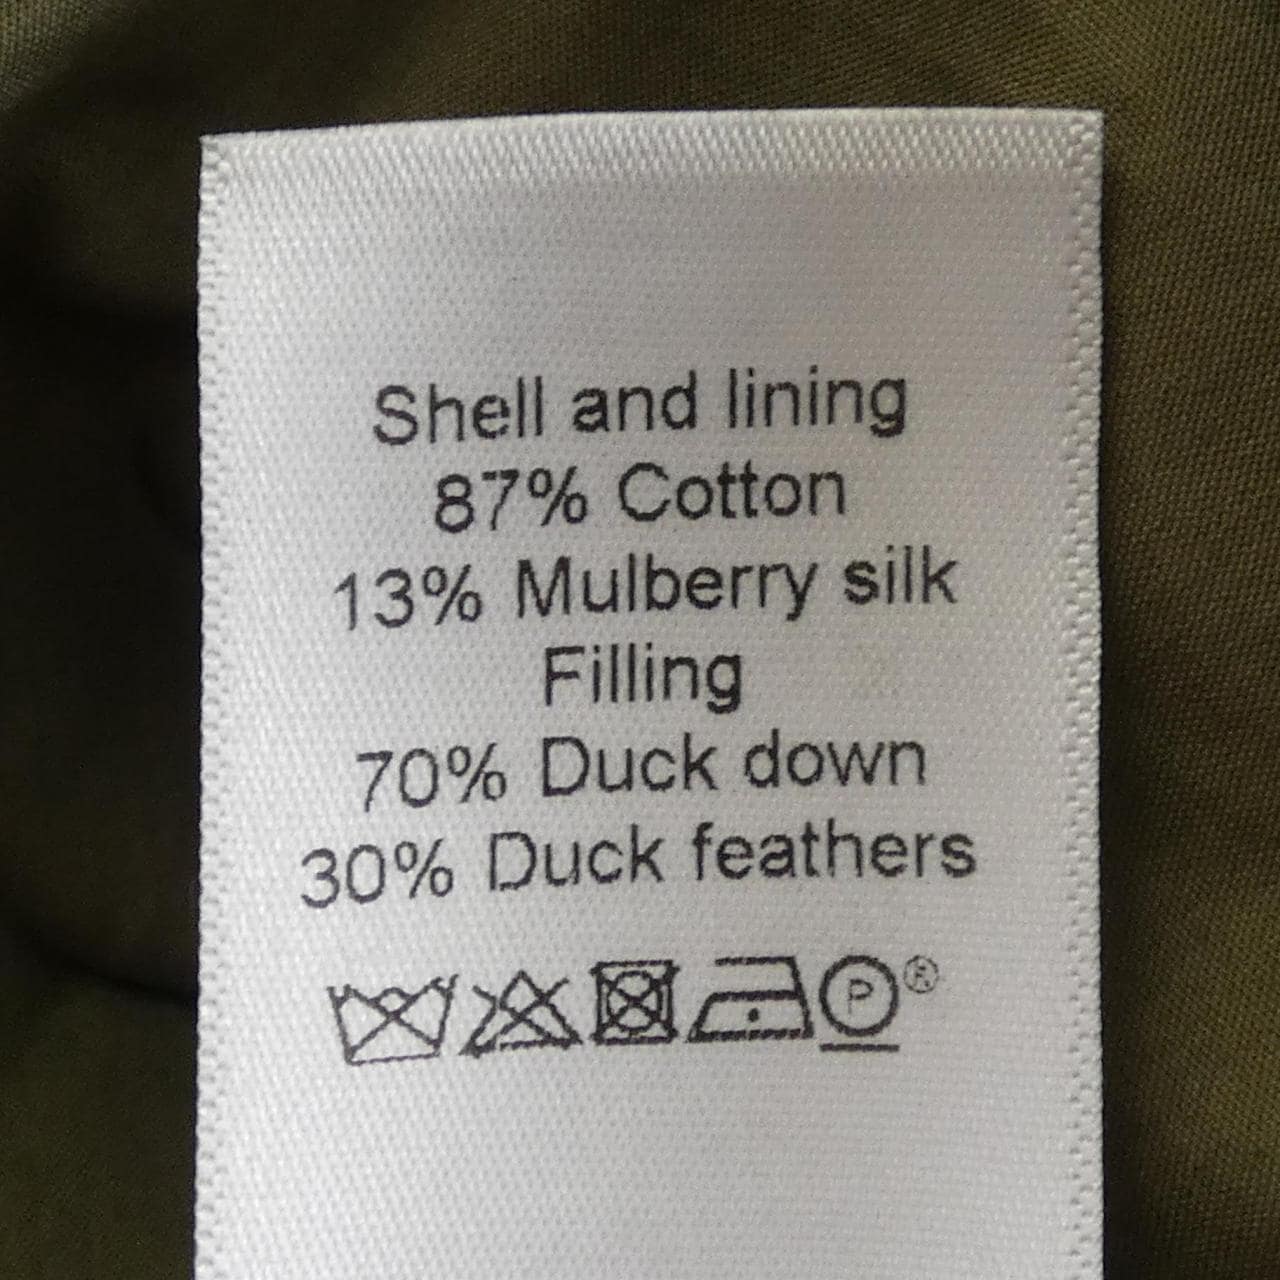 Shell and lining
87% Cotton
13% Mulberry silk
Filling
70% Duck down
30% Duck feathers
P®